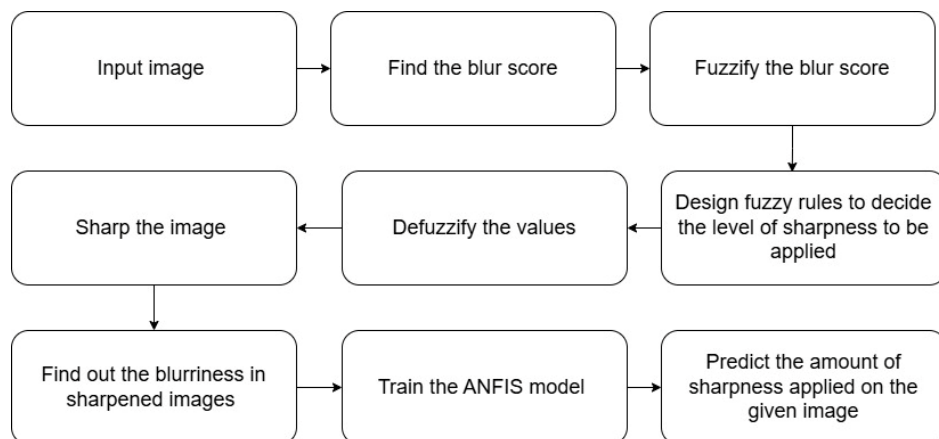 Input image
Find the blur score
Fuzzify the blur score
Design fuzzy rules to decide
the level of sharpness to be
applied
Defuzzify the values
Sharp the image
Find out the blurriness in
sharpened images
Train the ANFIS model
Predict the amount of
sharpness applied on the
given image